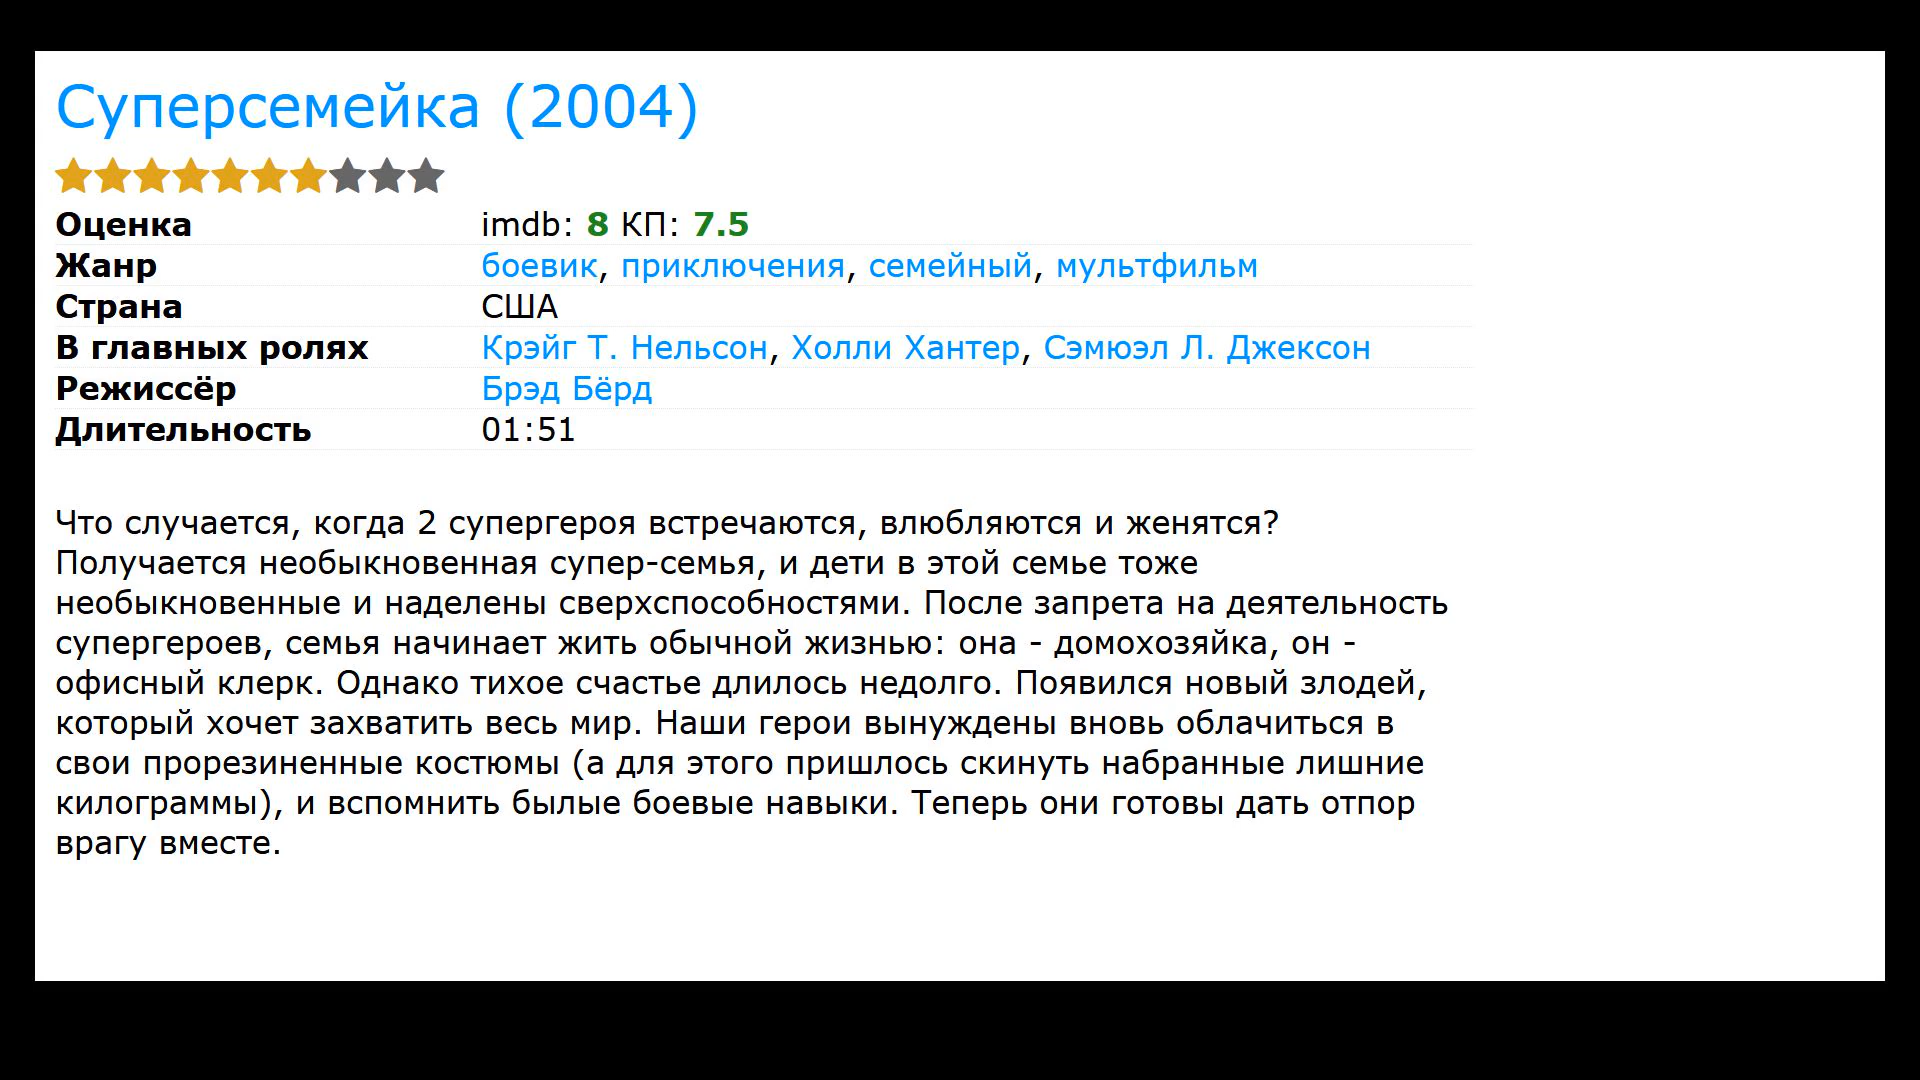 Суперсемейка (2004)
Оценка imdb: 8 КП: 7.5
Жанр боевик, приключения, семейный, мультфильм
Страна США
В главных ролях Крэйг Т. Нельсон, Холли Хантер, Сэмюэл Л. Джексон
Режиссёр Брэд Бёрд
Длительность 01:51
Что случается, когда 2 супергероя встречаются, влюбляются и женятся?
Получается необыкновенная супер-семья, и дети в этой семье тоже
необыкновенные и наделены сверхспособностями. После запрета на деятельность
супергероев, семья начинает жить обычной жизнью: она - домохозяйка, он -
офисный клерк. Однако тихое счастье длилось недолго. Появился новый злодей,
который хочет захватить весь мир. Наши герои вынуждены вновь облачиться в
свои прорезиненные костюмы (а для этого пришлось скинуть набранные лишние
килограммы), и вспомнить былые боевые навыки. Теперь они готовы дать отпор
врагу вместе.